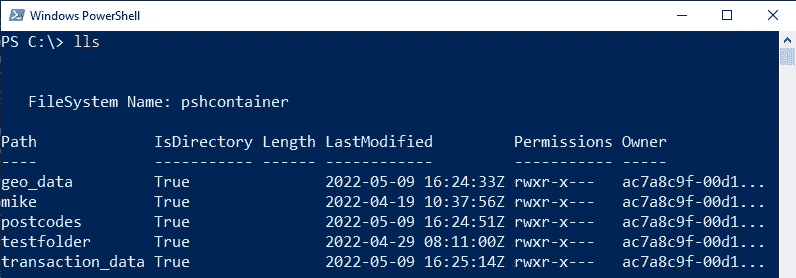 Windows PowerShell
PS C:\> lls
FileSystem Name: pshcontainer
Path IsDirectory Length LastModified Permissions Owner
---- ----------- ------ ------------ ----------- -----
geo_data True 2022-05-09 16:24:33Z rwxr-x--- ac7a8c9f-00d1...
mike True 2022-04-19 10:37:56Z rwxr-x--- ac7a8c9f-00d1...
postcodes True 2022-05-09 16:24:51Z rwxr-x--- ac7a8c9f-00d1...
testfolder True 2022-04-29 08:11:00Z rwxr-x--- ac7a8c9f-00d1...
transaction_data True 2022-05-09 16:25:14Z rwxr-x--- ac7a8c9f-00d1...